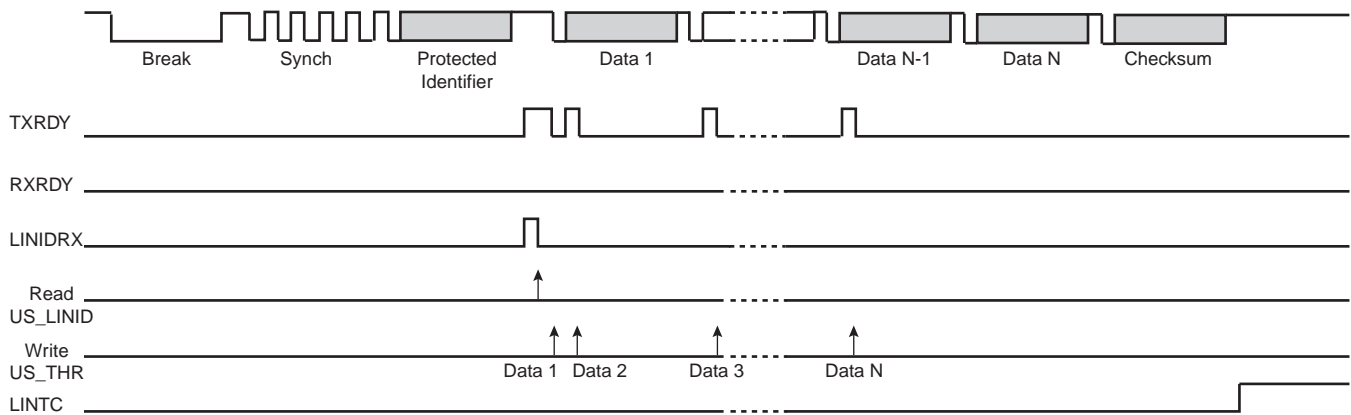 Break Synch Protected Data 1 Data N-1 Data N Checksum
Identifier
TXRDY
RXRDY
LINIDRX
Read
US_LINID
Write
US_THR Data 1 Data 2 Data 3 Data N
LINTC